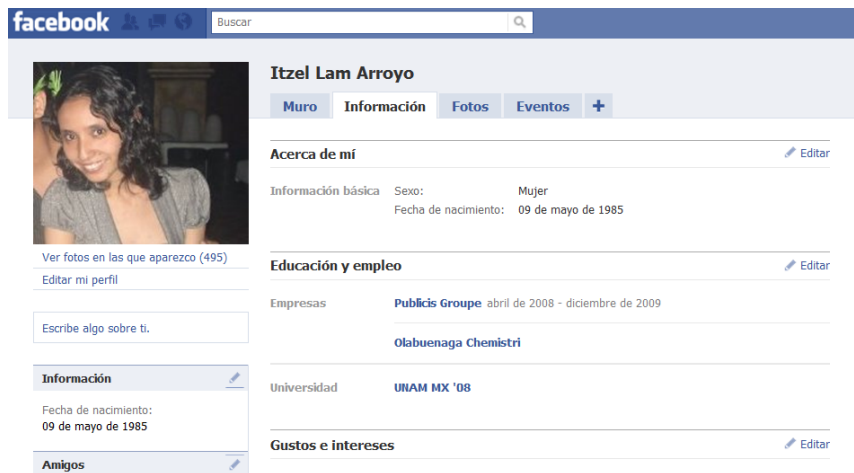 facebook
Buscar
Itzel Lam Arroyo
Muro Información Fotos Eventos +
Ver fotos en las que aparezco (495)
Editar mi perfil
Escribe algo sobre ti.
Información
Fecha de nacimiento:
09 de mayo de 1985
Amigos
Acerca de mí Editar
Información básica Sexo: Mujer
Fecha de nacimiento: 09 de mayo de 1985
Educación y empleo Editar
Empresas Publicis Groupe abril de 2008 - diciembre de 2009
Olabuenaga Chemistri
Universidad UNAM MX '08
Gustos e intereses Editar